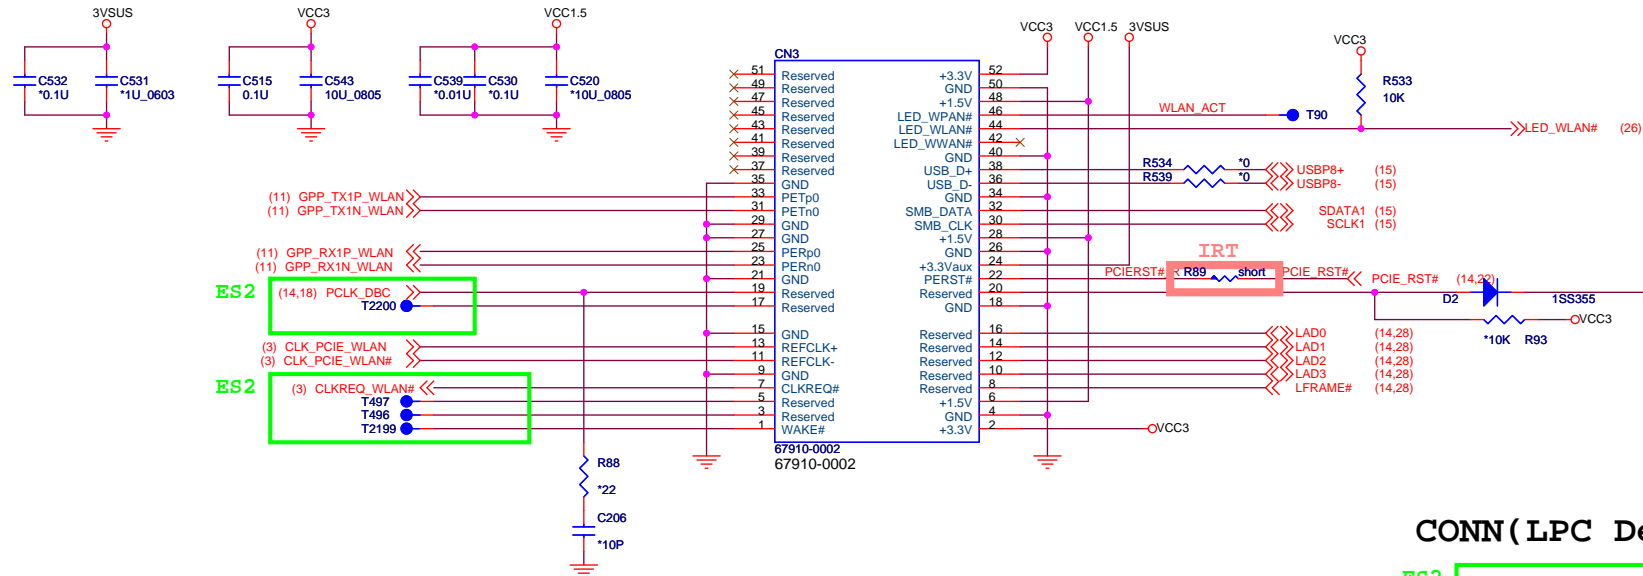 3VSUS
VCC3
VCC1.5
C532
*0.1U
C531
*1U_0603
C515
0.1U
C543
10U_0805
C539
*0.01U
C530
*0.1U
C520
*10U_0805
CN3
VCC3 VCC1.5 3VSUS
51 Reserved +3.3V 52
49 Reserved GND 50
47 Reserved +1.5V 48
45 Reserved LED_WPAN# 46 WLAN_ACT T90
43 Reserved LED_WLAN# 44 LED_WLAN# (26)
41 Reserved LED_WWAN# 42
39 Reserved GND 40
37 Reserved USB_D+ 38 R534 *0 USBP8+ (15)
35 GND USB_D- 36 R539 *0 USBP8- (15)
(11) GPP_TX1P_WLAN 33 PETp0 GND 34
(11) GPP_TX1N_WLAN 31 PETn0 SMB_DATA 32 SDATA1 (15)
29 GND SMB_CLK 30 SCLK1 (15)
27 GND +1.5V 28
(11) GPP_RX1P_WLAN 25 PERp0 GND 26
(11) GPP_RX1N_WLAN 23 PERn0 +3.3Vaux 24
21 GND PERST# 22
ES2 (14,18) PCLK_DBC 19 Reserved Reserved 20
T2200 17 Reserved GND 18
15 GND Reserved 16 LAD0 (14,28)
(3) CLK_PCIE_WLAN 13 REFCLK+ Reserved 14 LAD1 (14,28)
(3) CLK_PCIE_WLAN# 11 REFCLK- Reserved 12 LAD2 (14,28)
9 GND Reserved 10 LAD3 (14,28)
ES2 (3) CLKREQ_WLAN# 7 CLKREQ# Reserved 8 LFRAME# (14,28)
T497 5 Reserved +1.5V 6
T496 3 Reserved GND 4
T2199 1 WAKE# +3.3V 2 VCC3
67910-0002
67910-0002
VCC3
R533
10K
IRT
PCIERST# R89 short PCIE_RST# PCIE_RST# (14,22)
D2 1SS355
VCC3
*10K R93
R88
*22
C206
*10P
CONN(LPC De
ES2